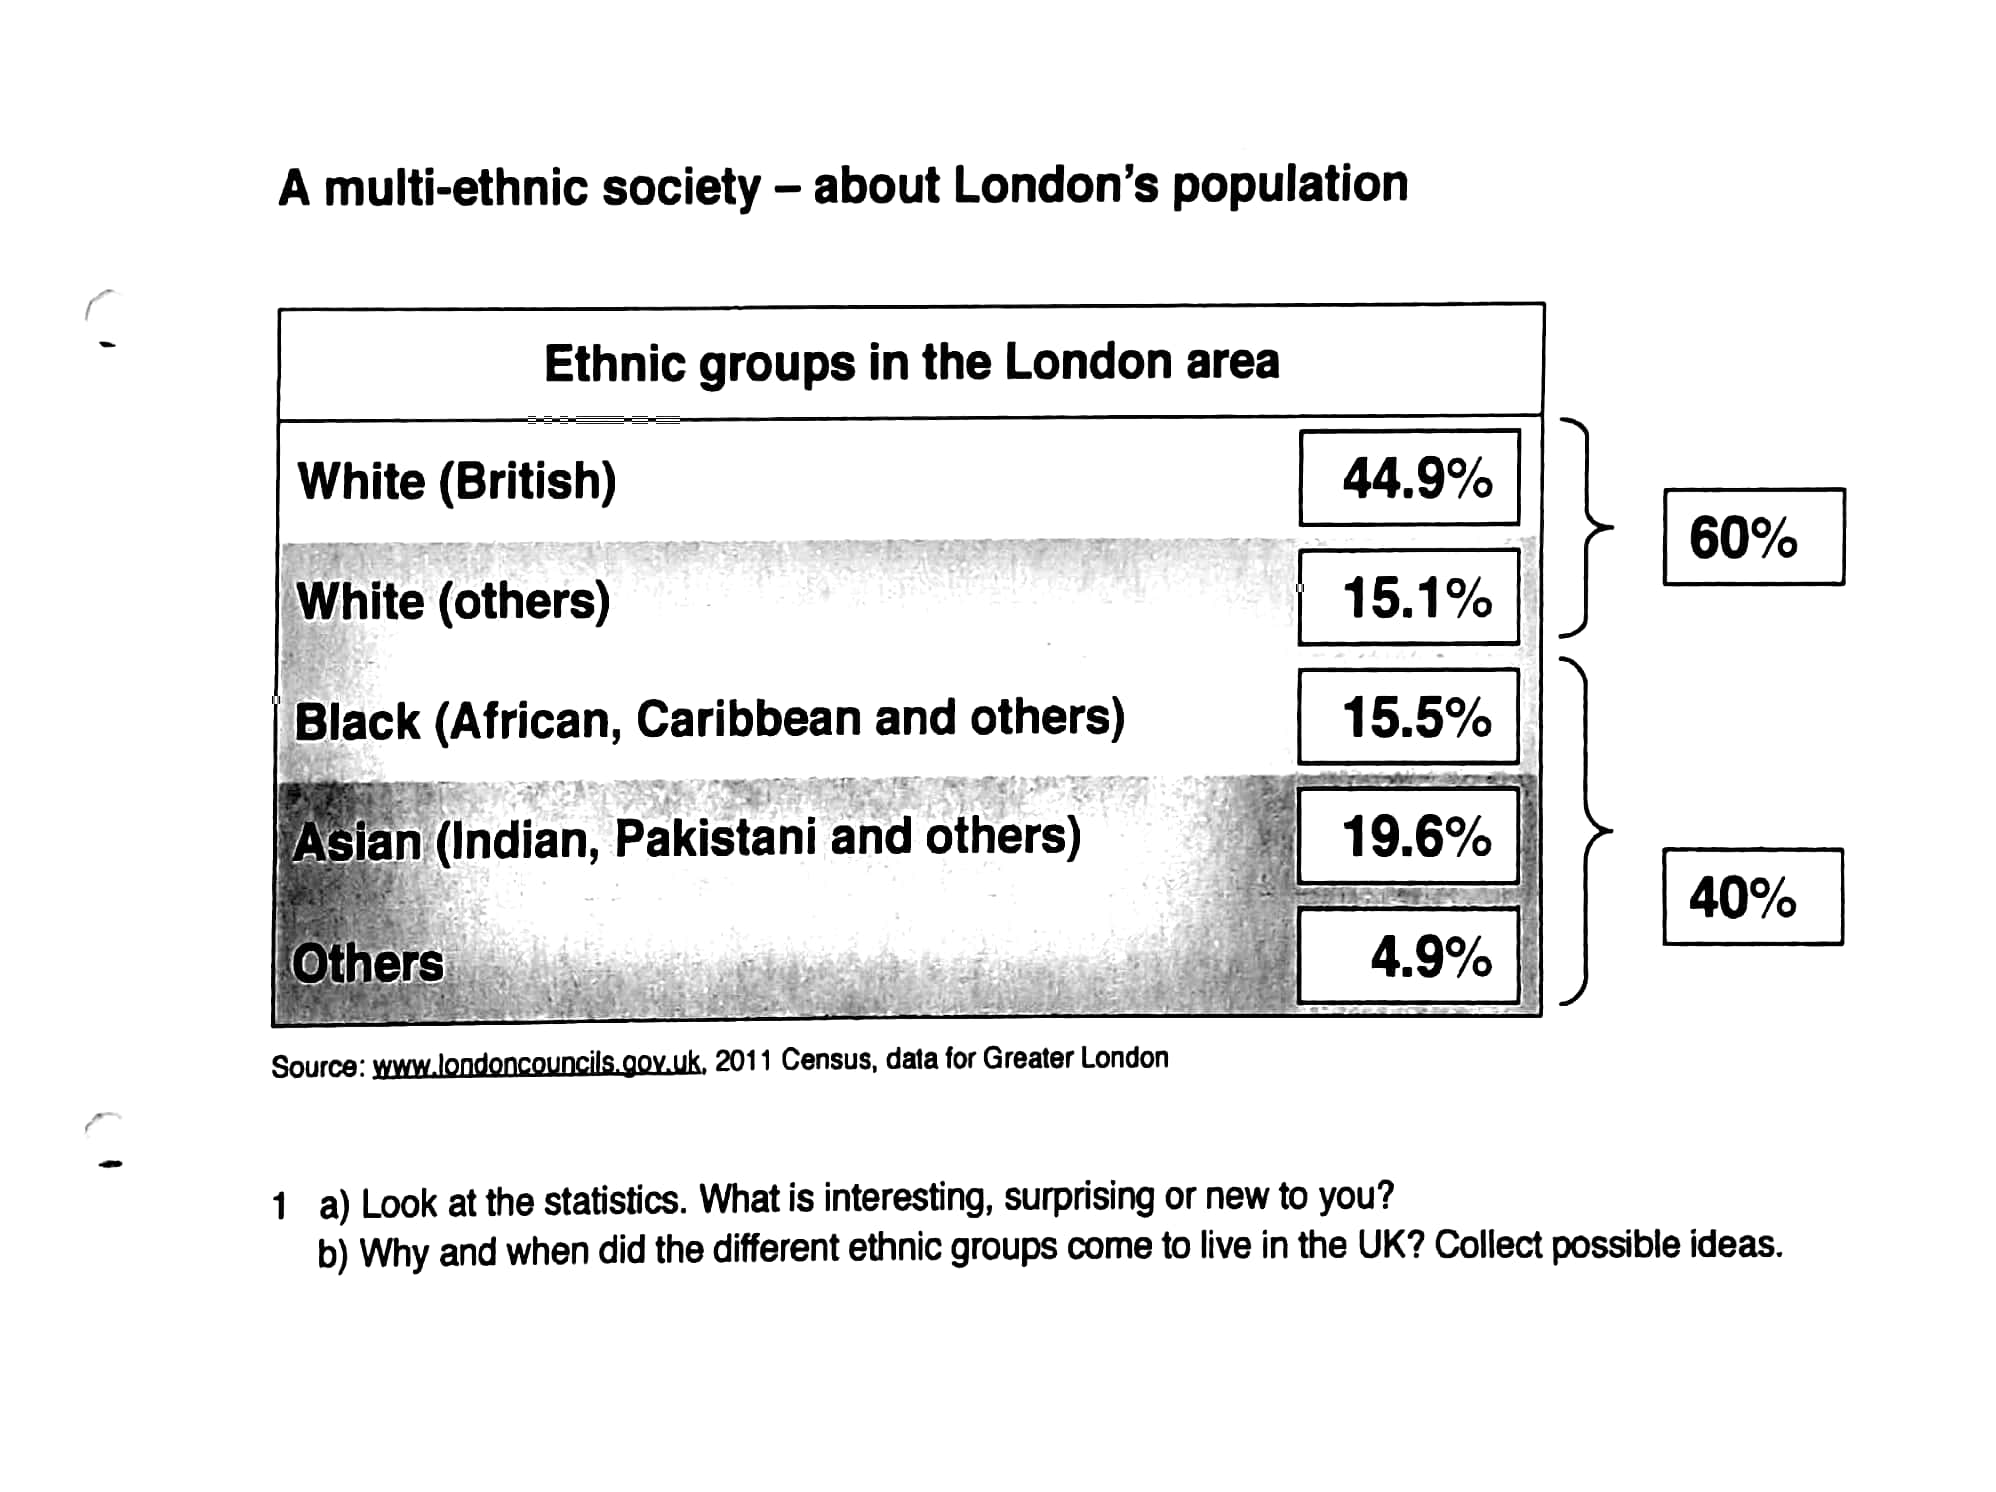 A multi-ethnic society – about London's population
Ethnic groups in the London area
White (British) 44.9%
60%
White (others) 15.1%
Black (African, Caribbean and others) 15.5%
Asian (Indian, Pakistani and others) 19.6%
40%
Others 4.9%
Source: www.londoncouncils.gov.uk, 2011 Census, data for Greater London
1 a) Look at the statistics. What is interesting, surprising or new to you?
b) Why and when did the different ethnic groups come to live in the UK? Collect possible ideas.